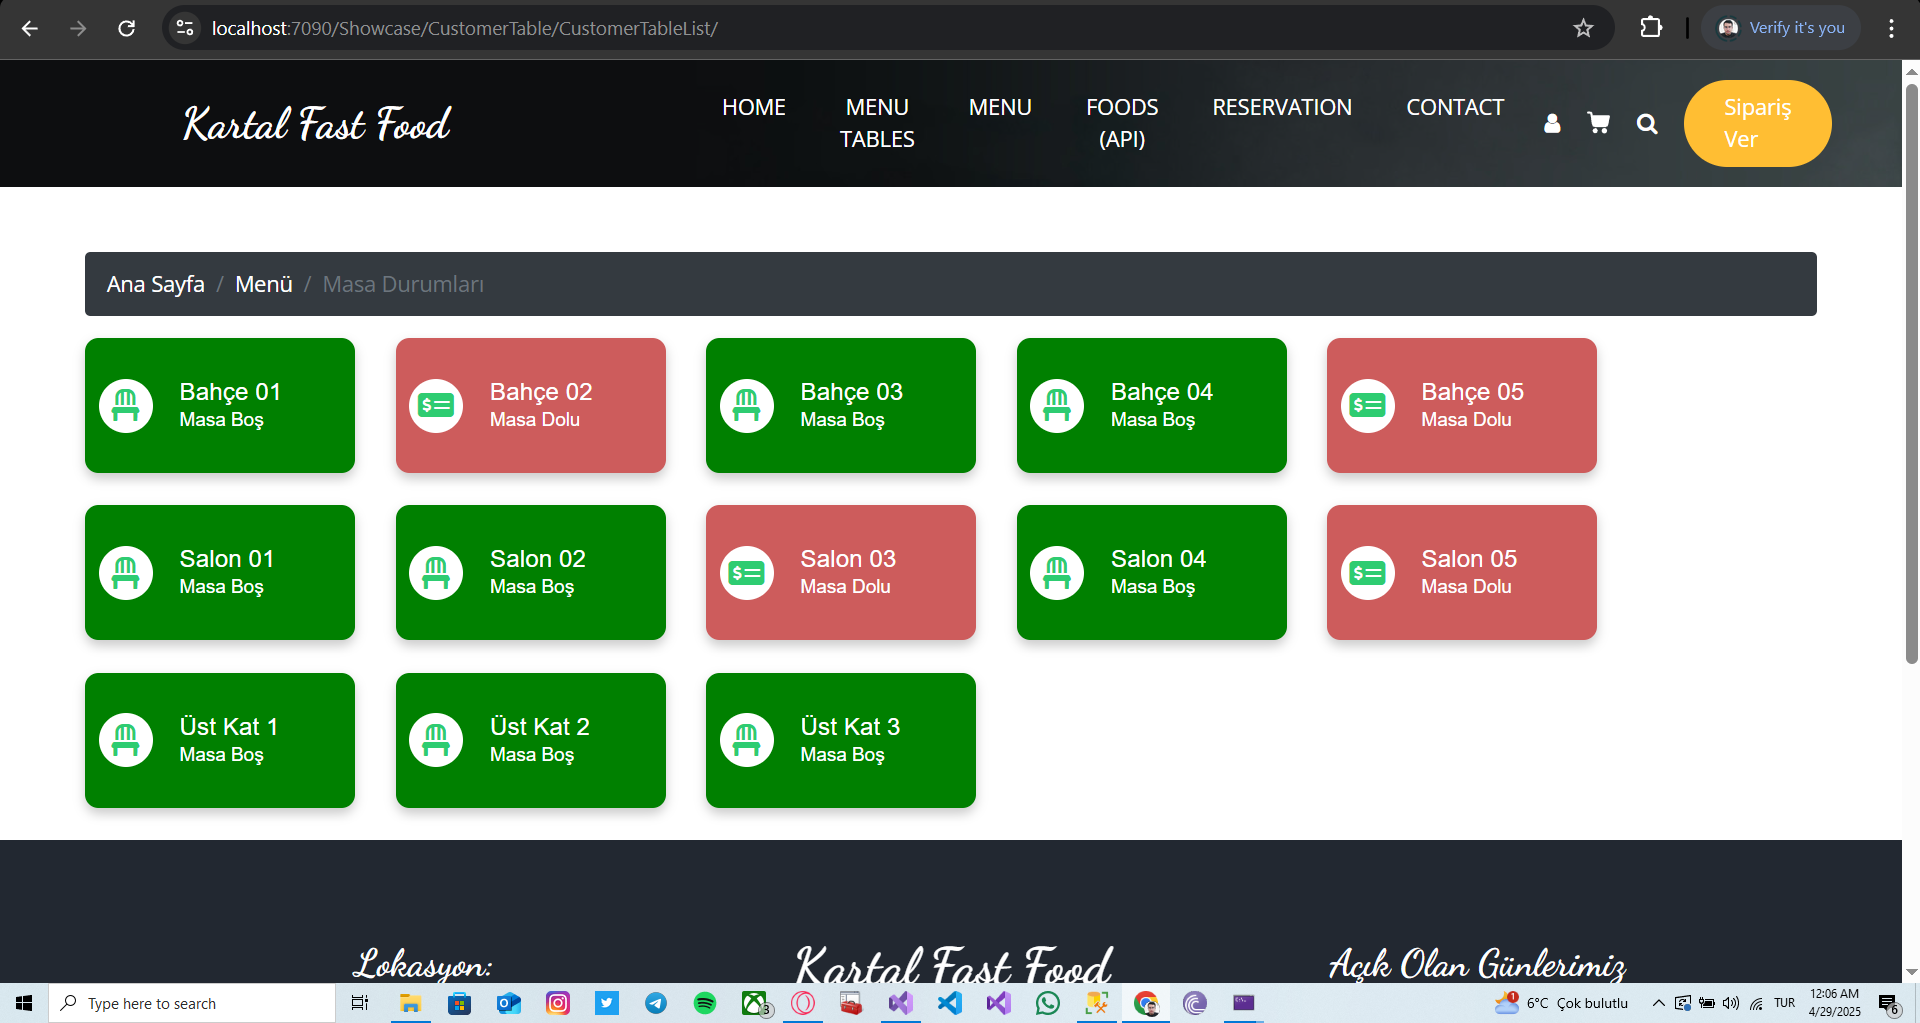 localhost:7090/Showcase/CustomerTable/CustomerTableList/
Verify it's you
Kartal Fast Food
HOME
MENU
TABLES
MENU
FOODS
(API)
RESERVATION
CONTACT
Sipariş
Ver
Ana Sayfa / Menü / Masa Durumları
Bahçe 01
Masa Boş
Bahçe 02
Masa Dolu
Bahçe 03
Masa Boş
Bahçe 04
Masa Boş
Bahçe 05
Masa Dolu
Salon 01
Masa Boş
Salon 02
Masa Boş
Salon 03
Masa Dolu
Salon 04
Masa Boş
Salon 05
Masa Dolu
Üst Kat 1
Masa Boş
Üst Kat 2
Masa Boş
Üst Kat 3
Masa Boş
Lokasyon:
Kartal Fast Food
Açık Olan Günlerimiz
Type here to search
3
1
6°C Çok bulutlu
TUR
12:06 AM
4/29/2025
6